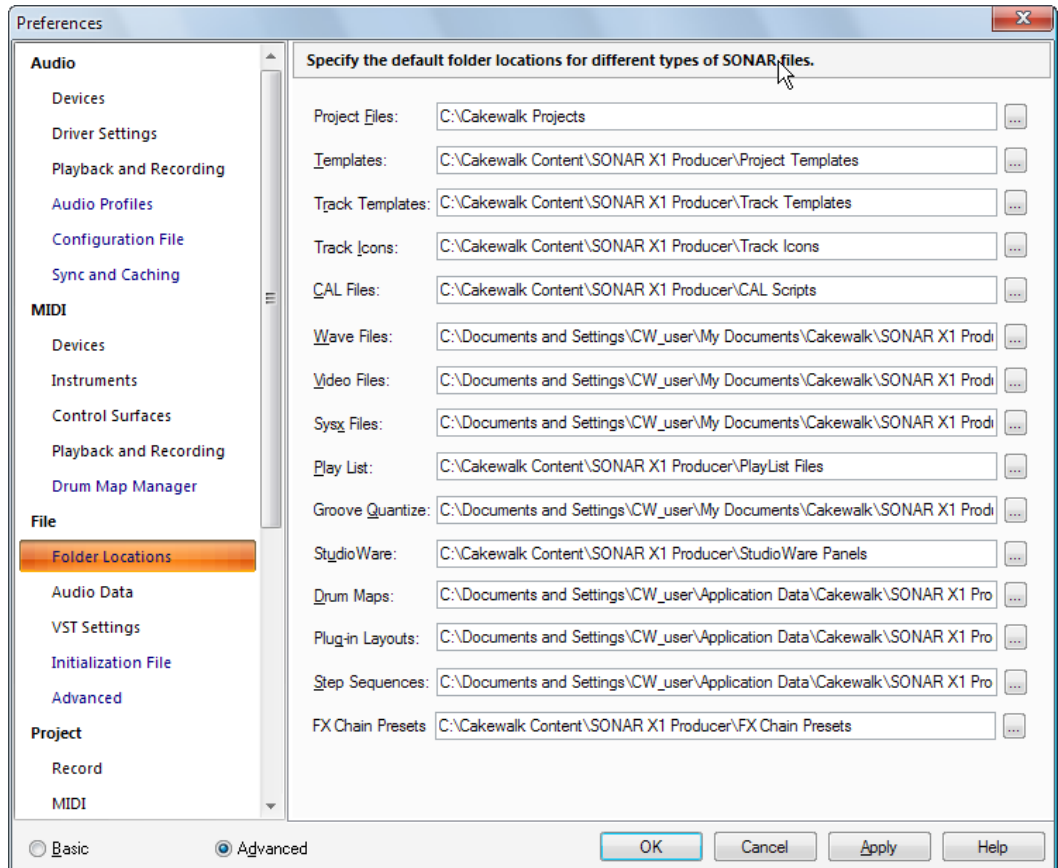 Preferences
Audio
Devices
Driver Settings
Playback and Recording
Audio Profiles
Configuration File
Sync and Caching
MIDI
Devices
Instruments
Control Surfaces
Playback and Recording
Drum Map Manager
File
Folder Locations
Audio Data
VST Settings
Initialization File
Advanced
Project
Record
MIDI
Specify the default folder locations for different types of SONAR files.
Project Files: C:\Cakewalk Projects ...
Templates: C:\Cakewalk Content\SONAR X1 Producer\Project Templates ...
Track Templates: C:\Cakewalk Content\SONAR X1 Producer\Track Templates ...
Track Icons: C:\Cakewalk Content\SONAR X1 Producer\Track Icons ...
CAL Files: C:\Cakewalk Content\SONAR X1 Producer\CAL Scripts ...
Wave Files: C:\Documents and Settings\CW_user\My Documents\Cakewalk\SONAR X1 Produ ...
Video Files: C:\Documents and Settings\CW_user\My Documents\Cakewalk\SONAR X1 Produ ...
Sysx Files: C:\Documents and Settings\CW_user\My Documents\Cakewalk\SONAR X1 Produ ...
Play List: C:\Cakewalk Content\SONAR X1 Producer\PlayList Files ...
Groove Quantize: C:\Documents and Settings\CW_user\My Documents\Cakewalk\SONAR X1 Produ ...
StudioWare: C:\Cakewalk Content\SONAR X1 Producer\StudioWare Panels ...
Drum Maps: C:\Documents and Settings\CW_user\Application Data\Cakewalk\SONAR X1 Pro ...
Plug-in Layouts: C:\Documents and Settings\CW_user\Application Data\Cakewalk\SONAR X1 Pro ...
Step Sequences: C:\Documents and Settings\CW_user\Application Data\Cakewalk\SONAR X1 Pro ...
FX Chain Presets C:\Cakewalk Content\SONAR X1 Producer\FX Chain Presets ...
Basic Advanced OK Cancel Apply Help